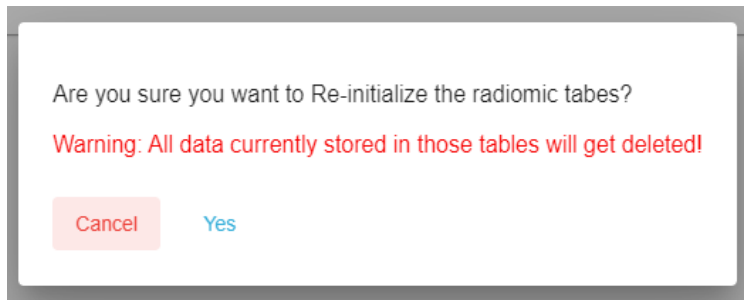 Are you sure you want to Re-initialize the radiomic tabes?
Warning: All data currently stored in those tables will get deleted!
Cancel Yes